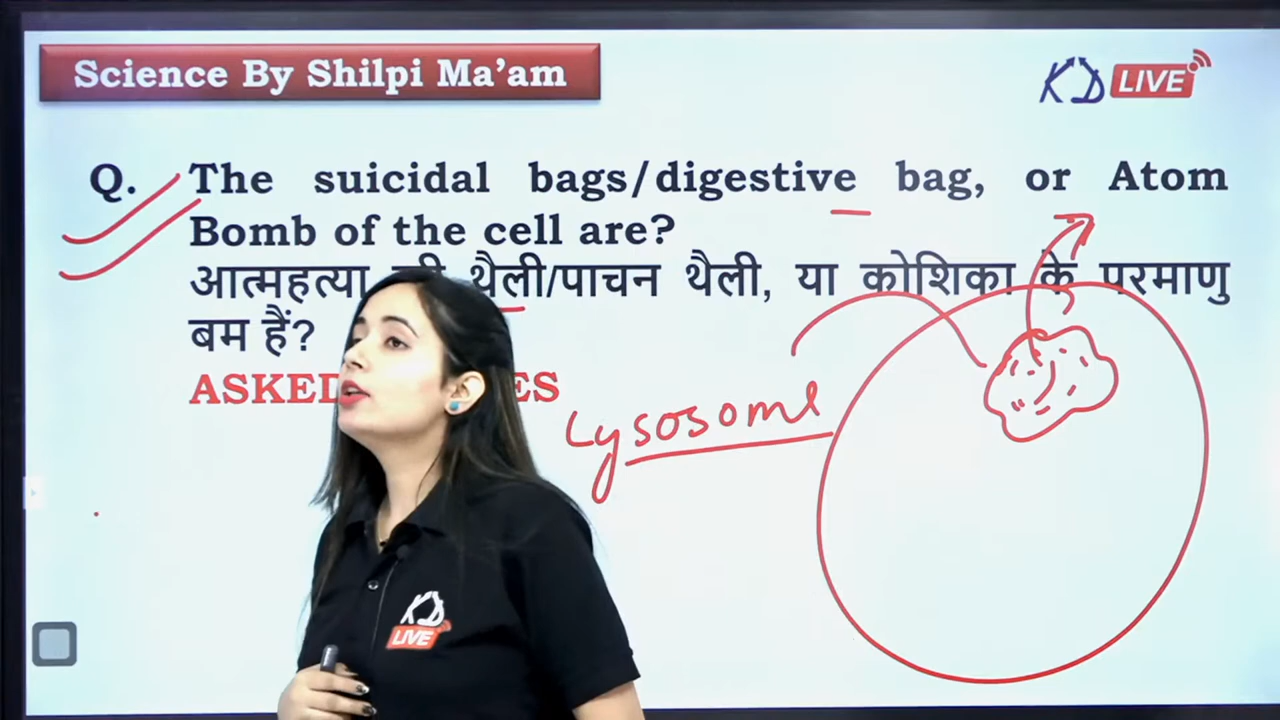 Science By Shilpi Ma'am
KD LIVE
Q. The suicidal bags/digestive bag, or Atom
Bomb of the cell are?
आत्महत्या की थैली/पाचन थैली, या कोशिका के परमाणु
बम हैं?
ASKED
Lysosome
KD
LIVE